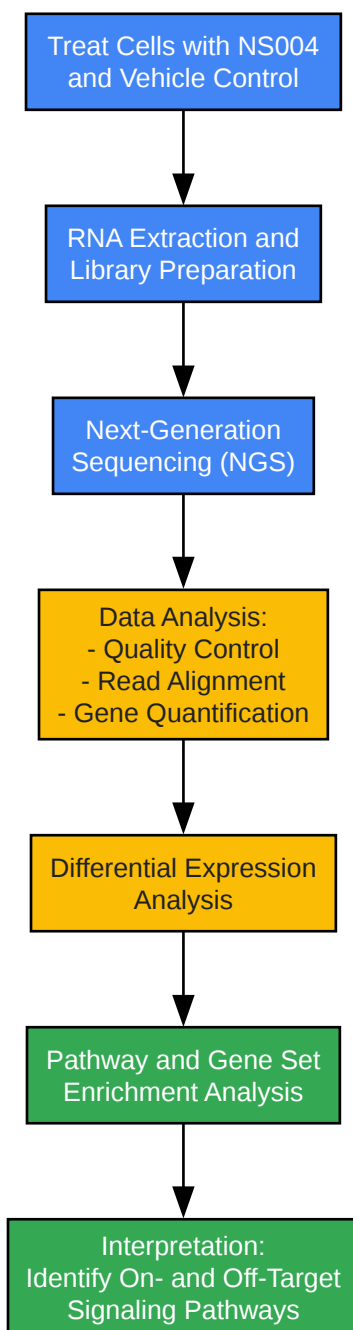 Treat Cells with NS004
and Vehicle Control
RNA Extraction and
Library Preparation
Next-Generation
Sequencing (NGS)
Data Analysis:
- Quality Control
- Read Alignment
- Gene Quantification
Differential Expression
Analysis
Pathway and Gene Set
Enrichment Analysis
Interpretation:
Identify On- and Off-Target
Signaling Pathways